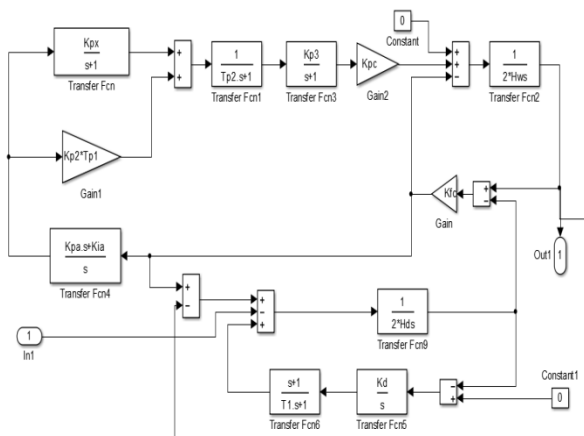 0
Constant
Kpx
s+1
Transfer Fcn
+
+
1
Tp2.s+1
Transfer Fcn1
Kp3
s+1
Transfer Fcn3
Kpc
Gain2
+
+
−
1
2*Hws
Transfer Fcn2
Kp2*Tp1
Gain1
Kfc
Gain
+
−
Out1
1
Kpa.s+Kia
s
Transfer Fcn4
+
−
+
−
+
1
2*Hds
Transfer Fcn9
1
In1
s+1
T1.s+1
Transfer Fcn6
Kd
s
Transfer Fcn5
−
+
Constant1
0